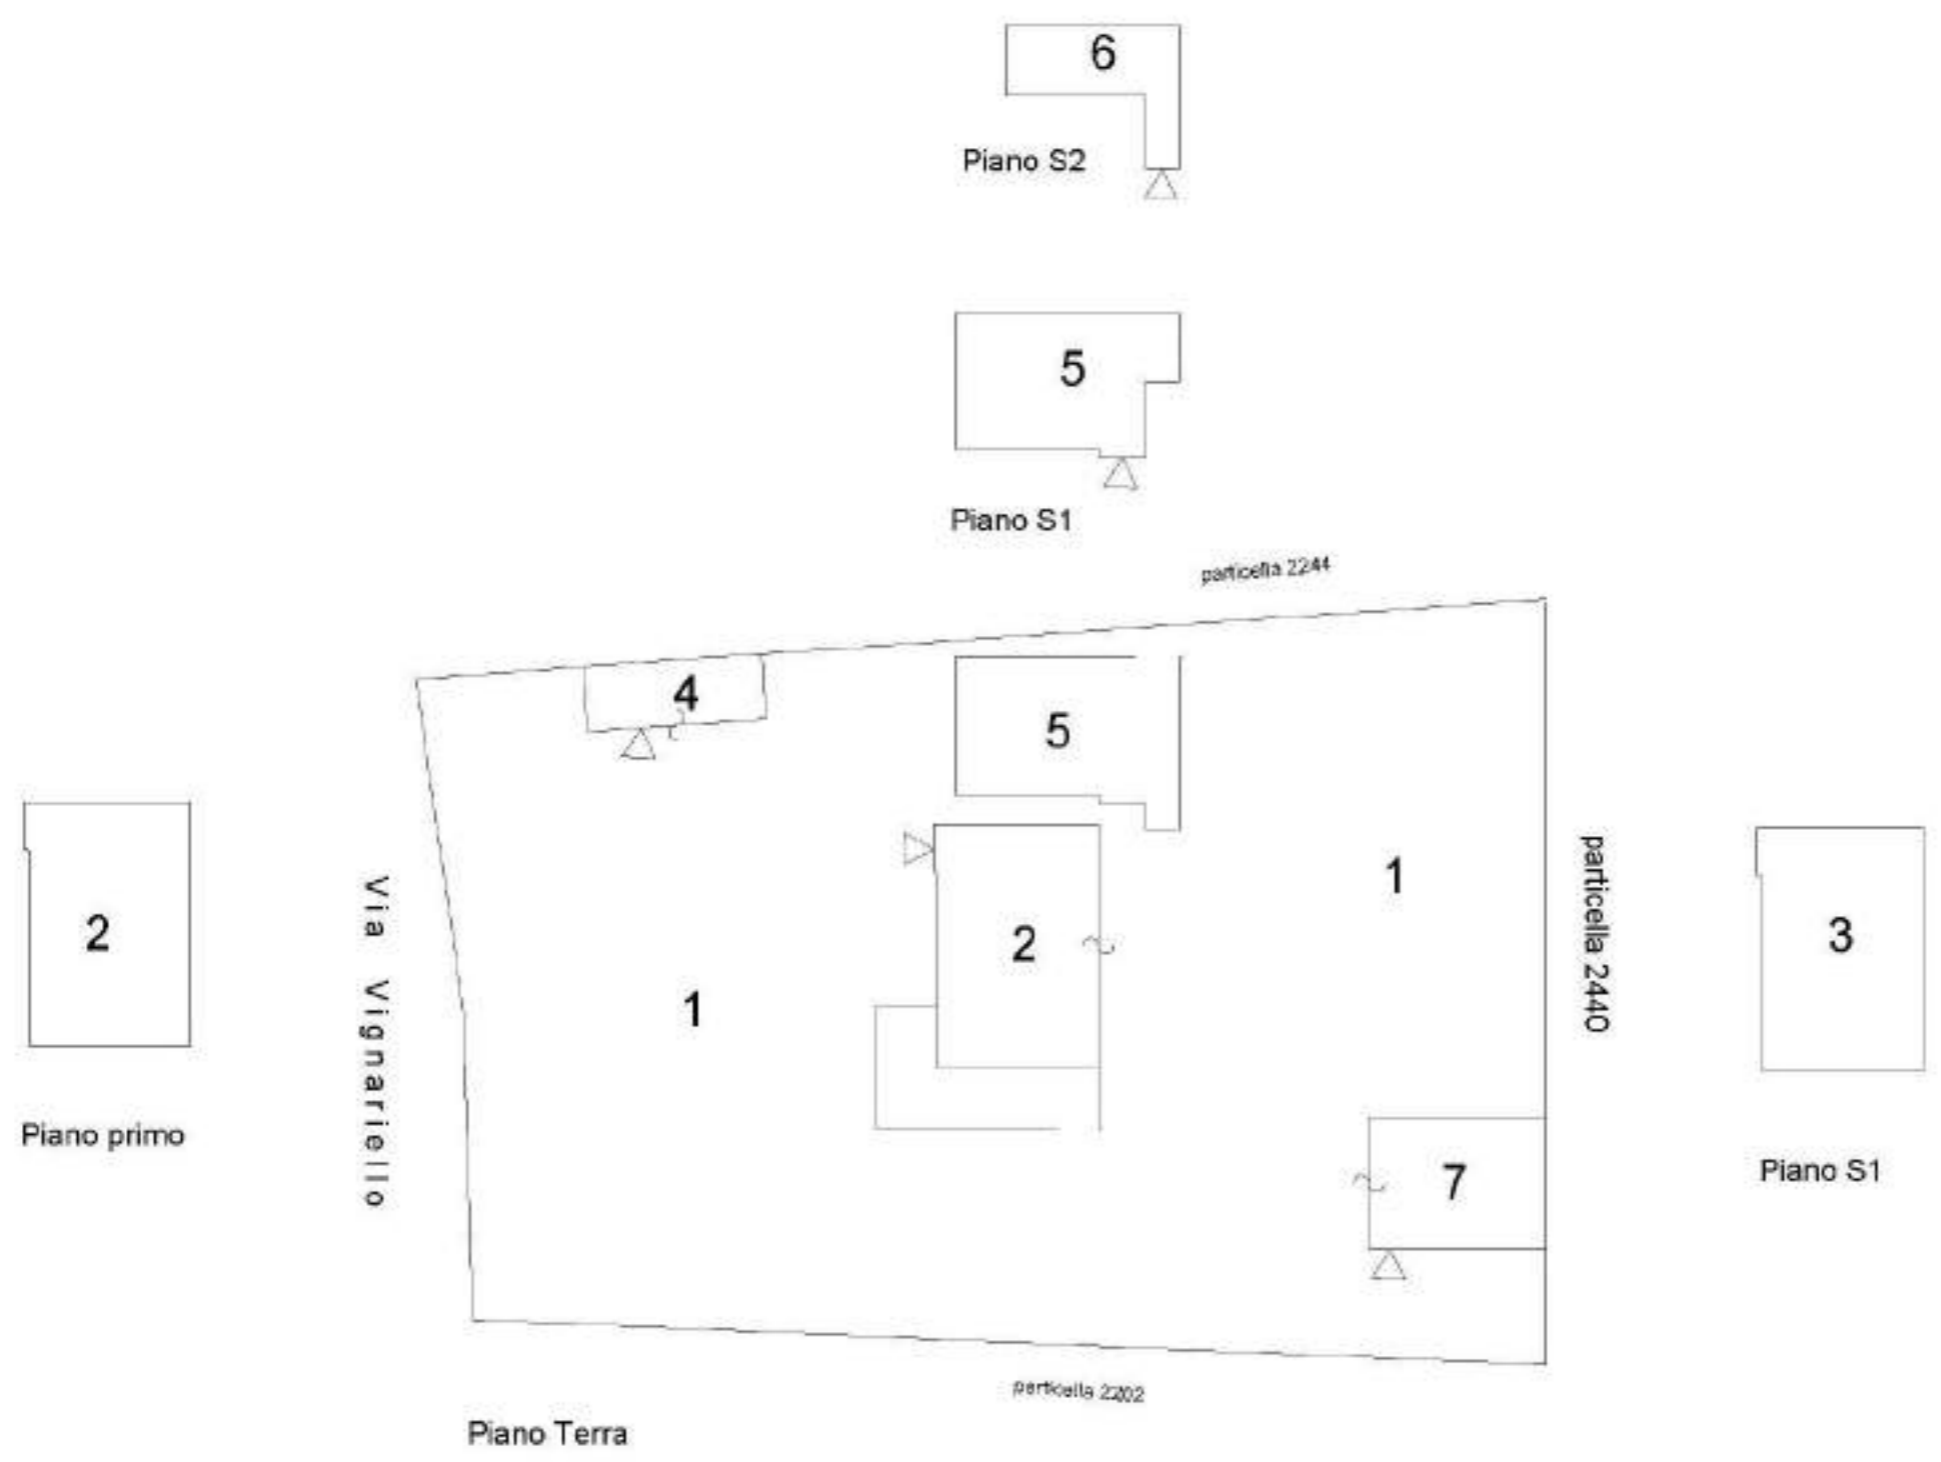 6
Piano S2
5
Piano S1
particella 2244
4
5
2
1
2
1
3
particella 2440
Via Vignariello
Piano primo
7
Piano S1
particella 2202
Piano Terra